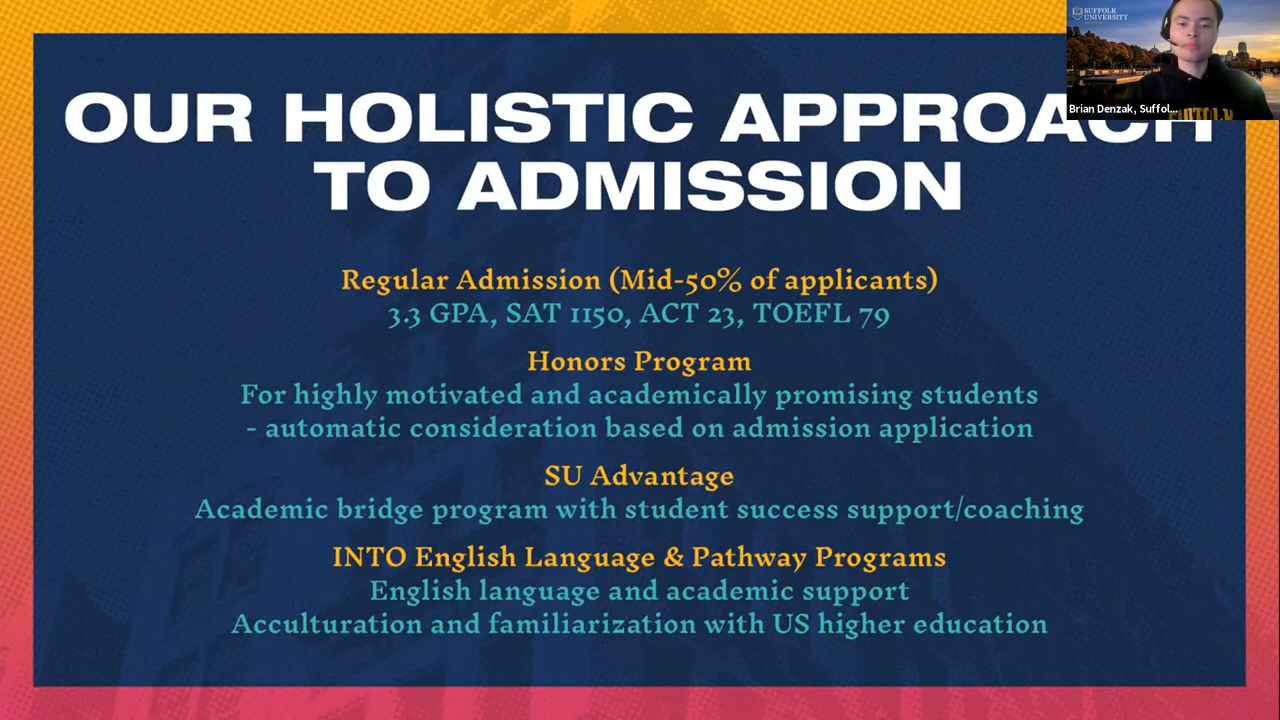 OUR HOLISTIC APPROACH
TO ADMISSION
SUFFOLK
UNIVERSITY
Brian Denzak, Suffol...
Regular Admission (Mid-50% of applicants)
3.3 GPA, SAT 1150, ACT 23, TOEFL 79
Honors Program
For highly motivated and academically promising students
- automatic consideration based on admission application
SU Advantage
Academic bridge program with student success support/coaching
INTO English Language & Pathway Programs
English language and academic support
Acculturation and familiarization with US higher education